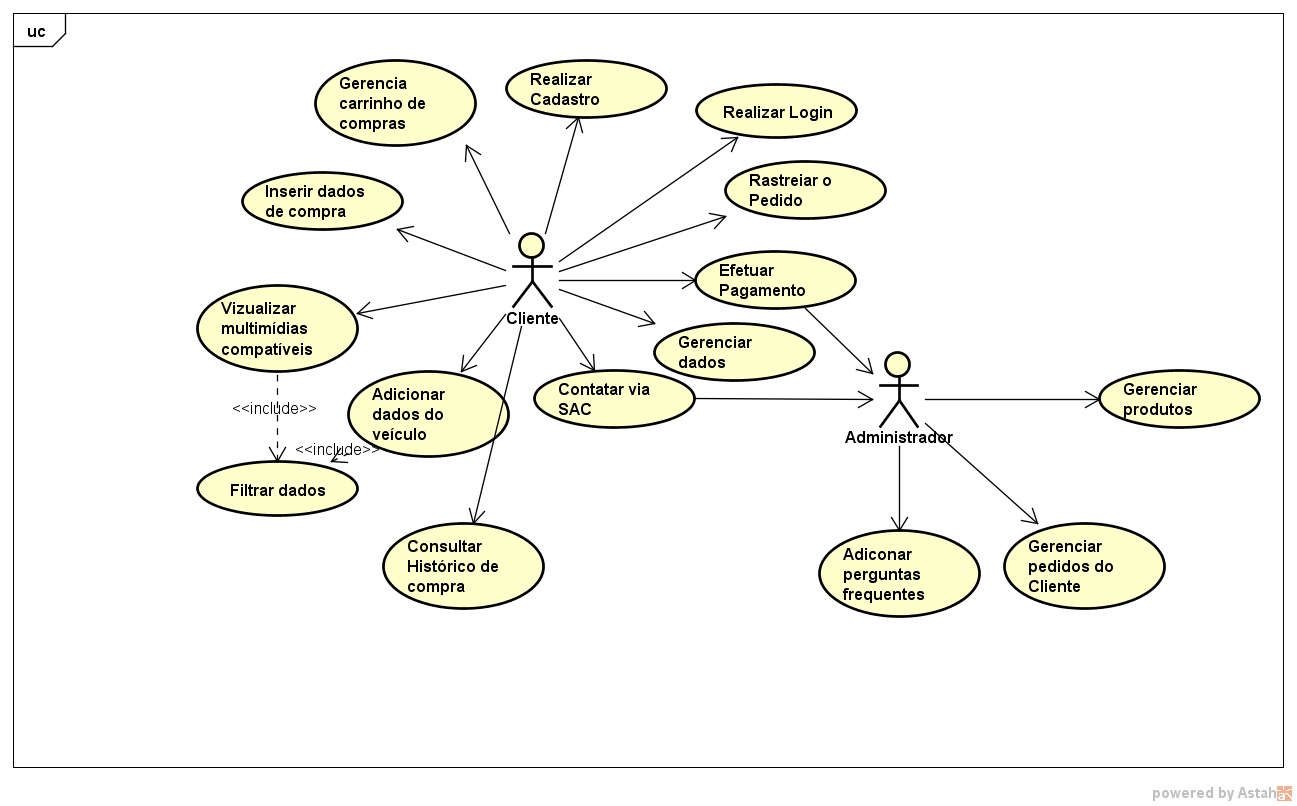 uc
Gerencia
carrinho de
compras
Realizar
Cadastro
Realizar Login
Inserir dados
de compra
Rastreiar o
Pedido
Efetuar
Pagamento
Cliente
Vizualizar
multimídias
compatíveis
Gerenciar
dados
Adicionar
dados do
veículo
Contatar via
SAC
Gerenciar
produtos
<<include>>
Administrador
<<include>>
Filtrar dados
Consultar
Histórico de
compra
Adiconar
perguntas
frequentes
Gerenciar
pedidos do
Cliente
powered by Astah